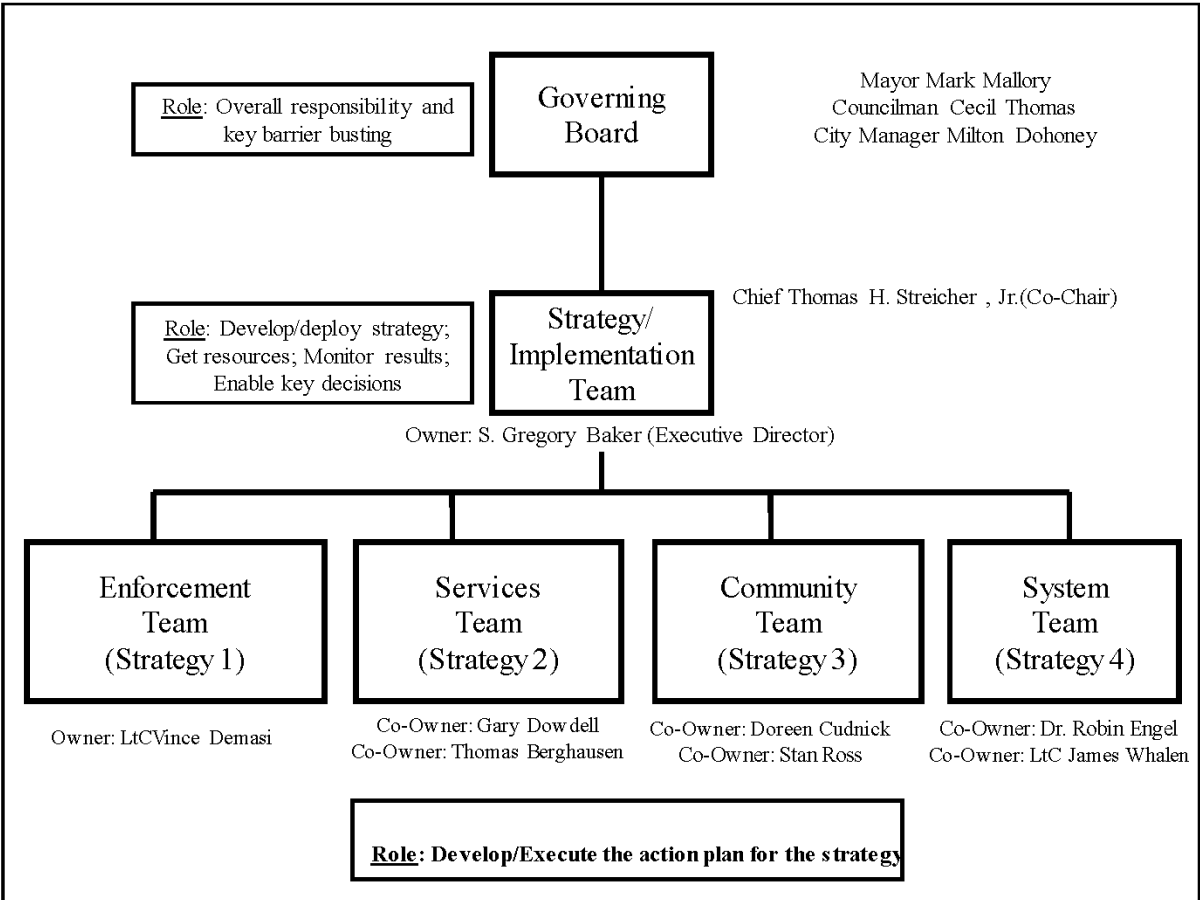 Role: Overall responsibility and
key barrier busting
Governing
Board
Mayor Mark Mallory
Councilman Cecil Thomas
City Manager Milton Dohoney
Role: Develop/deploy strategy;
Get resources; Monitor results;
Enable key decisions
Strategy/
Implementation
Team
Chief Thomas H. Streicher , Jr.(Co-Chair)
Owner: S. Gregory Baker (Executive Director)
Enforcement
Team
(Strategy 1)
Owner: LtCVince Demasi
Services
Team
(Strategy 2)
Co-Owner: Gary Dowdell
Co-Owner: Thomas Berghausen
Community
Team
(Strategy 3)
Co-Owner: Doreen Cudnick
Co-Owner: Stan Ross
System
Team
(Strategy 4)
Co-Owner: Dr. Robin Engel
Co-Owner: LtC James Whalen
Role: Develop/Execute the action plan for the strategy